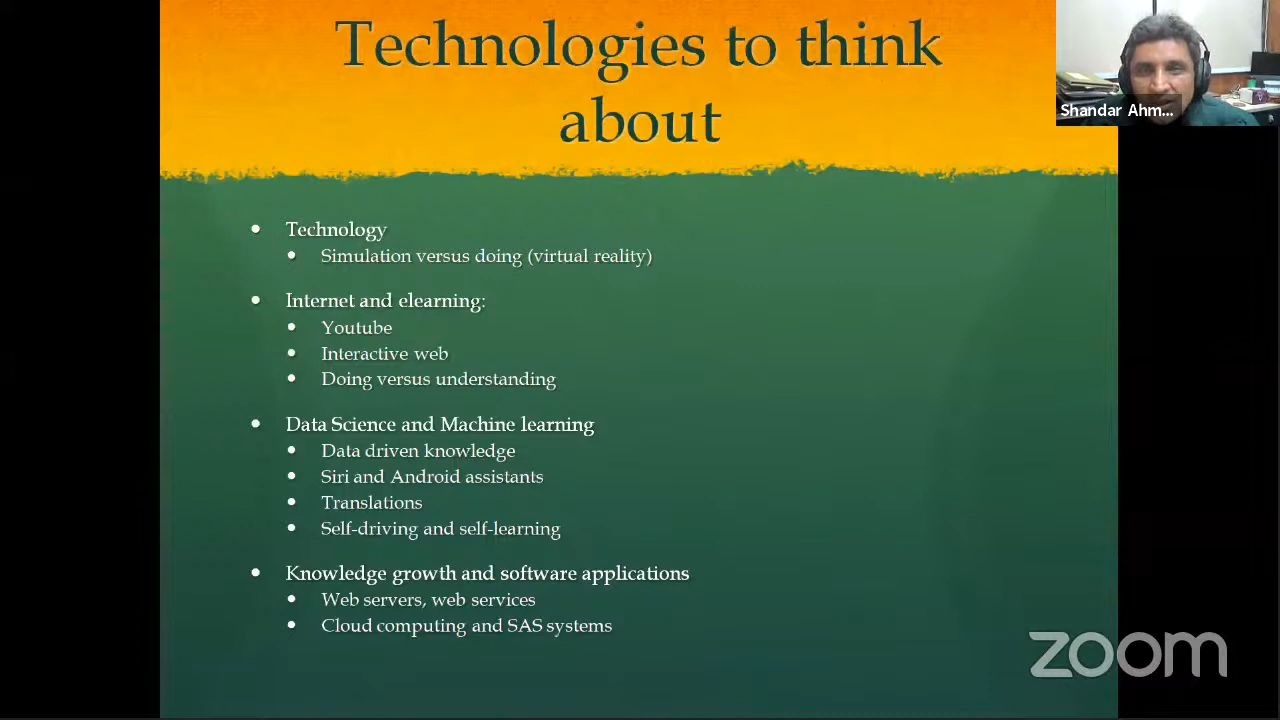 Technologies to think
about
Shandar Ahm...
• Technology
• Simulation versus doing (virtual reality)
• Internet and elearning:
• Youtube
• Interactive web
• Doing versus understanding
• Data Science and Machine learning
• Data driven knowledge
• Siri and Android assistants
• Translations
• Self-driving and self-learning
• Knowledge growth and software applications
• Web servers, web services
• Cloud computing and SAS systems
zoom